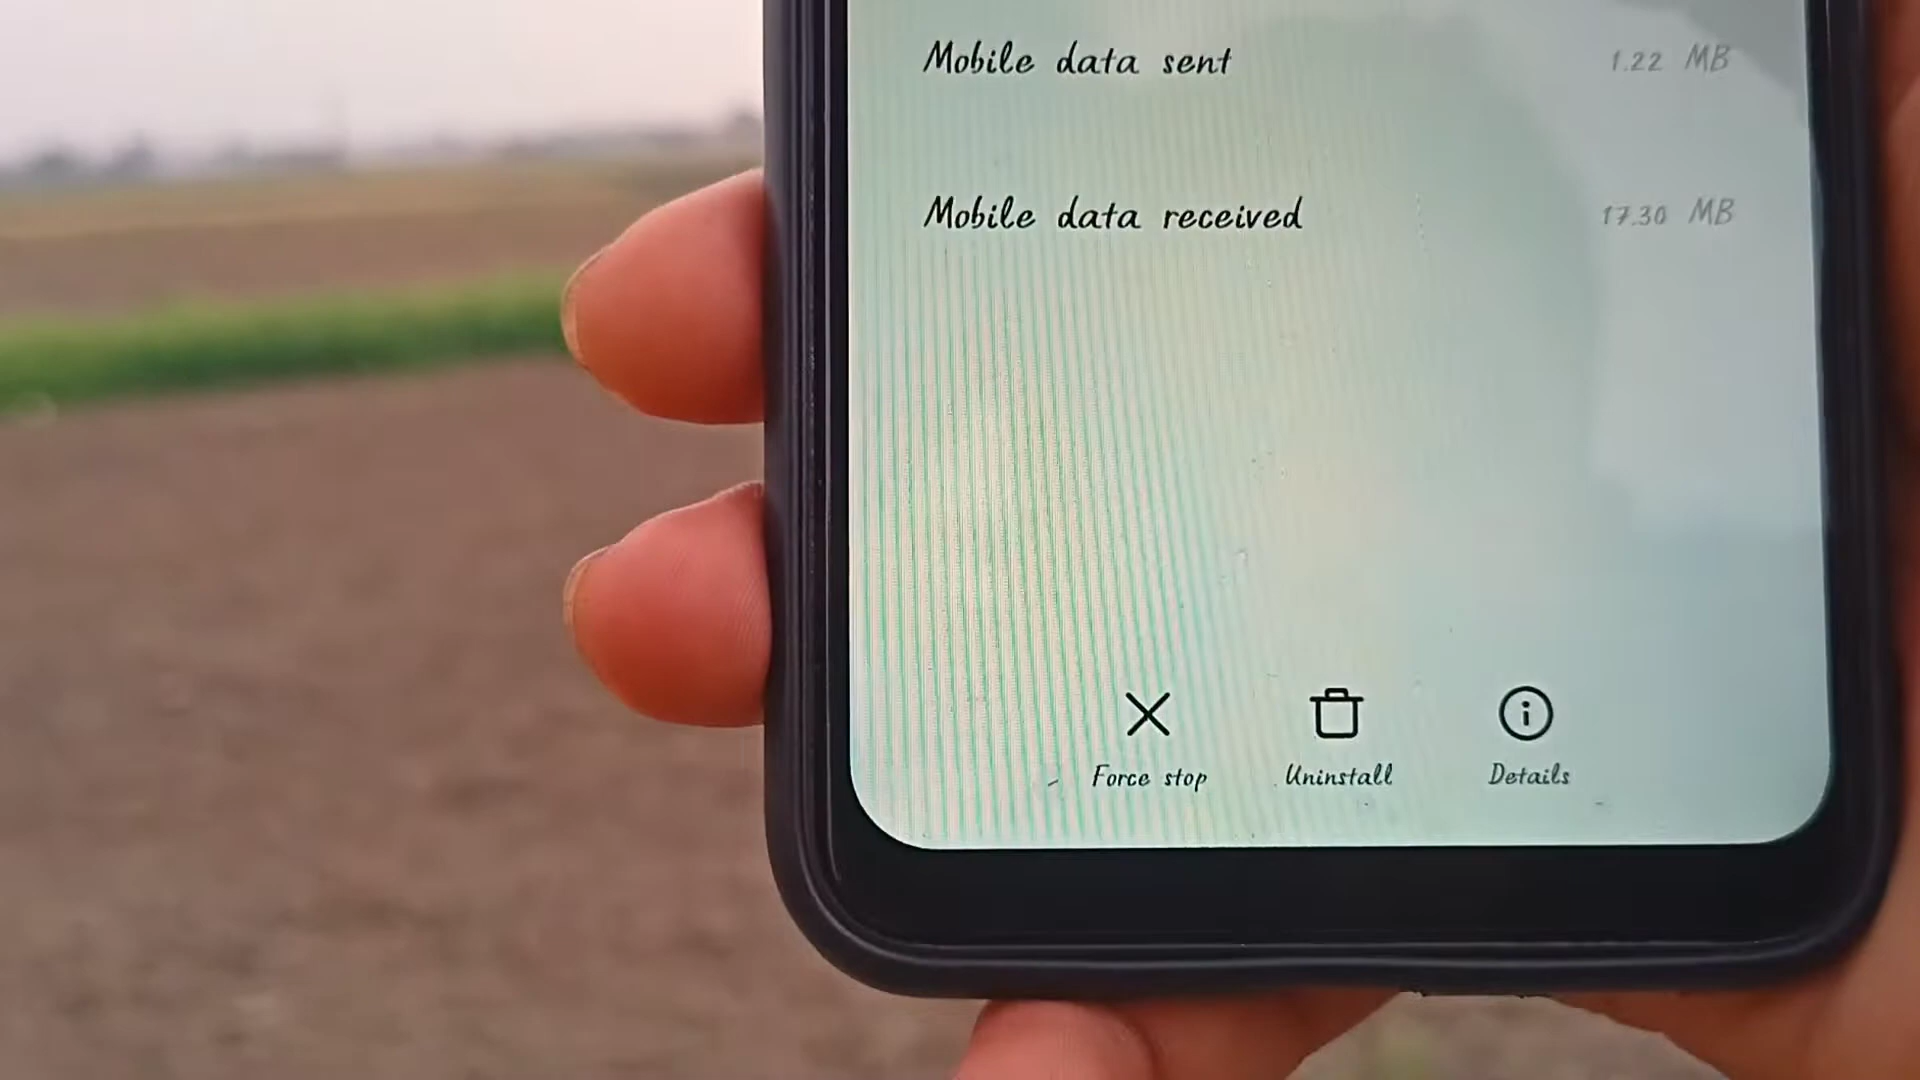 Mobile data sent 1.22 MB
Mobile data received 17.30 MB
Force stop Uninstall Details